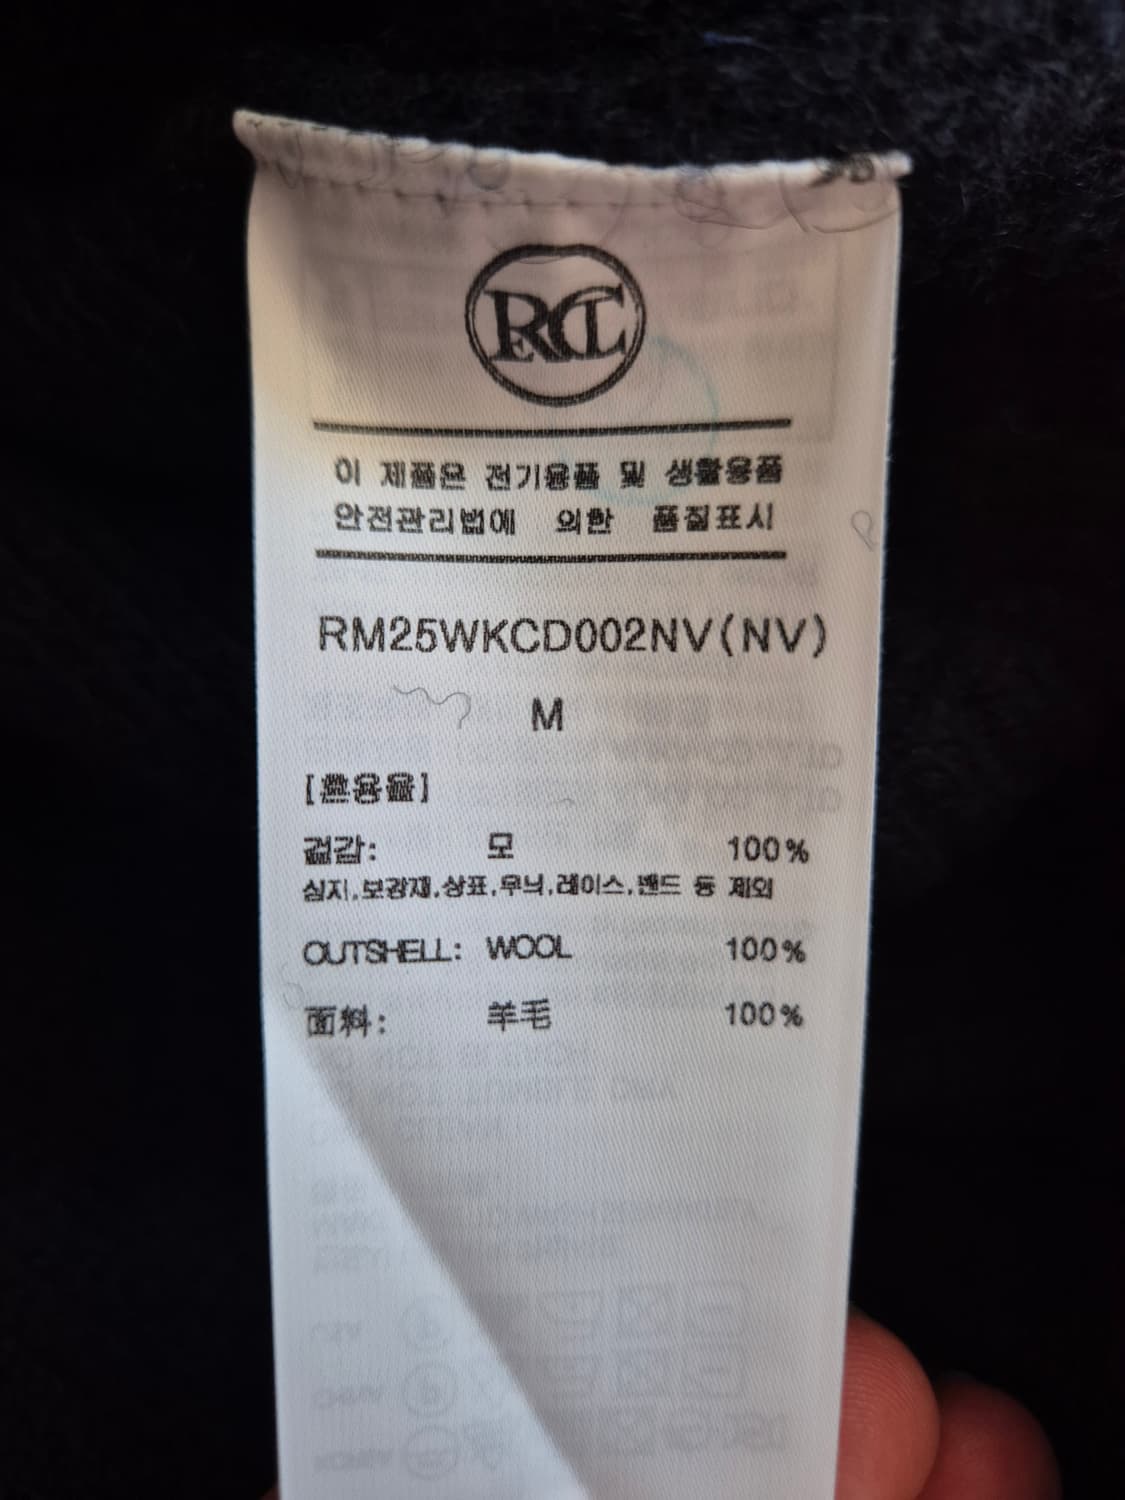 RECTO
이 제품은 전기용품 및 생활용품
안전관리법에 의한 품질표시
RM25WKCD002NV(NV)
M
[혼용율]
겉감: 모 100%
심지,보강재,상표,무늬,레이스,밴드 등 제외
OUTSHELL: WOOL 100%
面料: 羊毛 100%